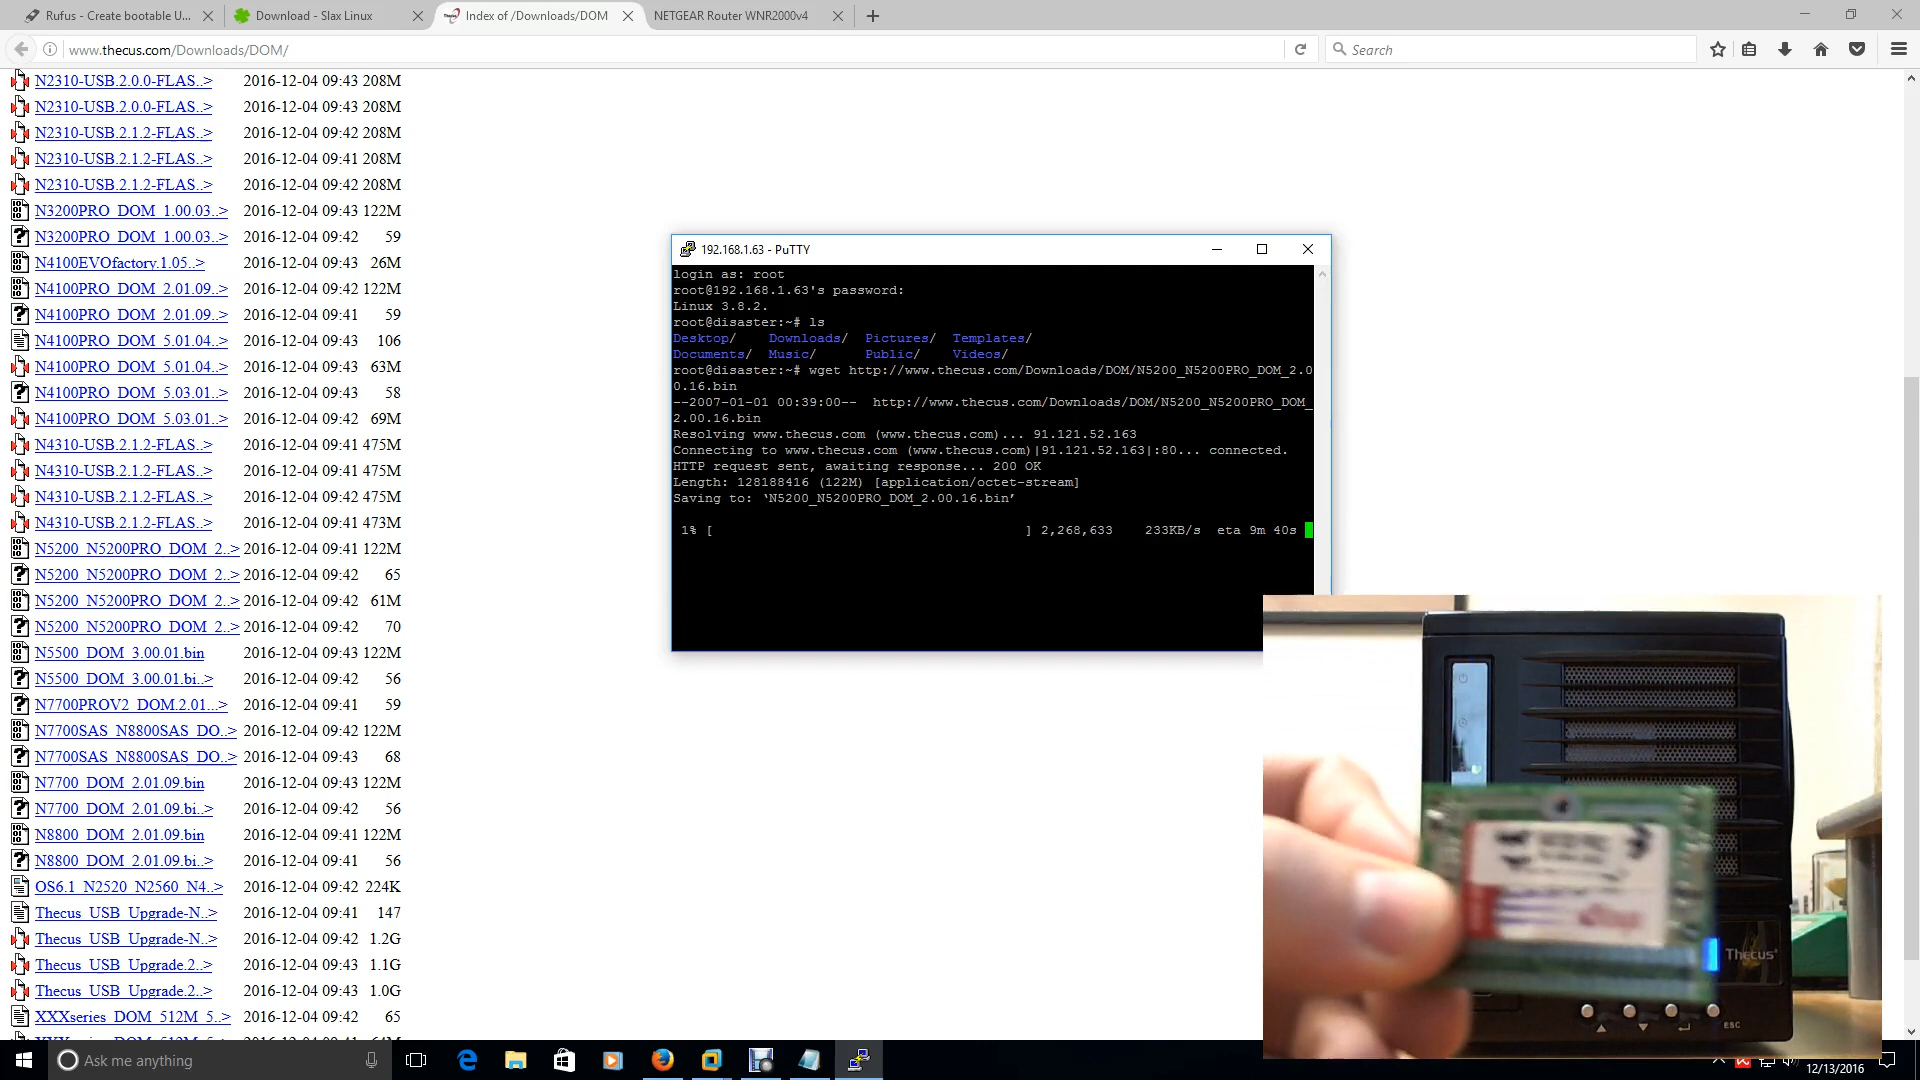 Rufus - Create bootable U...
Download - Slax Linux
Index of /Downloads/DOM
NETGEAR Router WNR2000v4
www.thecus.com/Downloads/DOM/
Search
N2310-USB.2.0.0-FLAS..> 2016-12-04 09:43 208M
N2310-USB.2.0.0-FLAS..> 2016-12-04 09:43 208M
N2310-USB.2.1.2-FLAS..> 2016-12-04 09:42 208M
N2310-USB.2.1.2-FLAS..> 2016-12-04 09:41 208M
N2310-USB.2.1.2-FLAS..> 2016-12-04 09:42 208M
N3200PRO_DOM_1.00.03..> 2016-12-04 09:43 122M
N3200PRO_DOM_1.00.03..> 2016-12-04 09:42 59
N4100EVOfactory.1.05..> 2016-12-04 09:43 26M
N4100PRO_DOM_2.01.09..> 2016-12-04 09:42 122M
N4100PRO_DOM_2.01.09..> 2016-12-04 09:41 59
N4100PRO_DOM_5.01.04..> 2016-12-04 09:43 106
N4100PRO_DOM_5.01.04..> 2016-12-04 09:43 63M
N4100PRO_DOM_5.03.01..> 2016-12-04 09:43 58
N4100PRO_DOM_5.03.01..> 2016-12-04 09:42 69M
N4310-USB.2.1.2-FLAS..> 2016-12-04 09:41 475M
N4310-USB.2.1.2-FLAS..> 2016-12-04 09:41 475M
N4310-USB.2.1.2-FLAS..> 2016-12-04 09:42 475M
N4310-USB.2.1.2-FLAS..> 2016-12-04 09:41 473M
N5200_N5200PRO_DOM_2..> 2016-12-04 09:41 122M
N5200_N5200PRO_DOM_2..> 2016-12-04 09:42 65
N5200_N5200PRO_DOM_2..> 2016-12-04 09:42 61M
N5200_N5200PRO_DOM_2..> 2016-12-04 09:42 70
N5500_DOM_3.00.01.bin 2016-12-04 09:43 122M
N5500_DOM_3.00.01.bi..> 2016-12-04 09:42 56
N7700PROV2_DOM.2.01...> 2016-12-04 09:41 59
N7700SAS_N8800SAS_DO..> 2016-12-04 09:42 122M
N7700SAS_N8800SAS_DO..> 2016-12-04 09:43 68
N7700_DOM_2.01.09.bin 2016-12-04 09:43 122M
N7700_DOM_2.01.09.bi..> 2016-12-04 09:42 56
N8800_DOM_2.01.09.bin 2016-12-04 09:41 122M
N8800_DOM_2.01.09.bi..> 2016-12-04 09:41 56
OS6.1_N2520_N2560_N4..> 2016-12-04 09:42 224K
Thecus_USB_Upgrade-N..> 2016-12-04 09:41 147
Thecus_USB_Upgrade-N..> 2016-12-04 09:42 1.2G
Thecus_USB_Upgrade.2..> 2016-12-04 09:43 1.1G
Thecus_USB_Upgrade.2..> 2016-12-04 09:43 1.0G
XXXseries_DOM_512M_5..> 2016-12-04 09:42 65
192.168.1.63 - PuTTY
login as: root
root@192.168.1.63's password:
Linux 3.8.2.
root@disaster:~# ls
Desktop/ Downloads/ Pictures/ Templates/
Documents/ Music/ Public/ Videos/
root@disaster:~# wget http://www.thecus.com/Downloads/DOM/N5200_N5200PRO_DOM_2.0
0.16.bin
--2007-01-01 00:39:00-- http://www.thecus.com/Downloads/DOM/N5200_N5200PRO_DOM_
2.00.16.bin
Resolving www.thecus.com (www.thecus.com)... 91.121.52.163
Connecting to www.thecus.com (www.thecus.com)|91.121.52.163|:80... connected.
HTTP request sent, awaiting response... 200 OK
Length: 128188416 (122M) [application/octet-stream]
Saving to: ‘N5200_N5200PRO_DOM_2.00.16.bin’
1% [ ] 2,268,633 233KB/s eta 9m 40s
Thecus
ESC
Ask me anything
12/13/2016